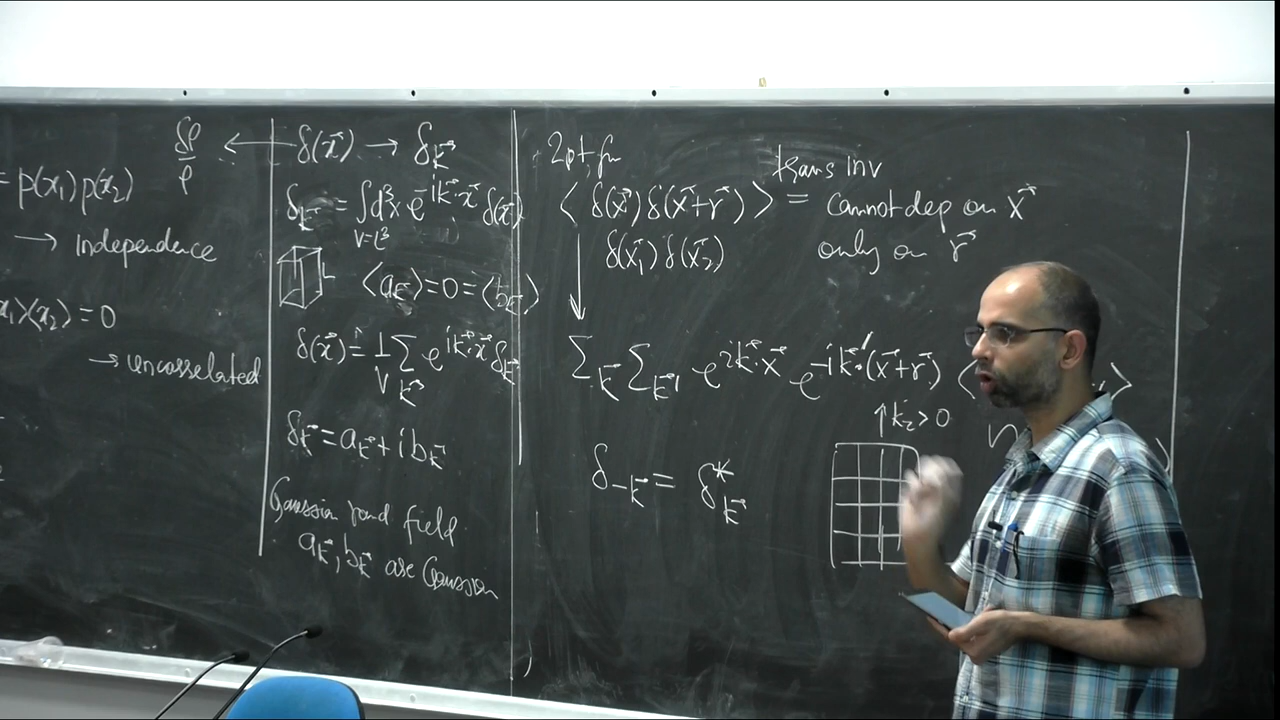 = p(x₁)p(x₂)
→ independence
x₁)(x₂⟩ = 0
→ uncorrelated
δρ/ρ ← δ(x⃗) → δ_k⃗
δ_k⃗ = ∫d³x e^{-ik⃗·x⃗} δ(x⃗)
V=L³
L
⟨a_k⃗⟩ = 0 = ⟨b_k⃗⟩
δ(x⃗) = 1/V Σ_k⃗ e^{ik⃗·x⃗} δ_k⃗
δ_k⃗ = a_k⃗ + i b_k⃗
Gaussian rand field
a_k⃗, b_k⃗ are Gaussian
2pt fn
trans inv
⟨δ(x⃗)δ(x⃗+r⃗)⟩ = cannot dep on x⃗
δ(x⃗₁)δ(x⃗₂)
only on r⃗
Σ_k⃗ Σ_k⃗' e^{ik⃗·x⃗} e^{-ik⃗'·(x⃗+r⃗)} ⟨
↑ k_z > 0
δ_{-k⃗} = δ*_k⃗